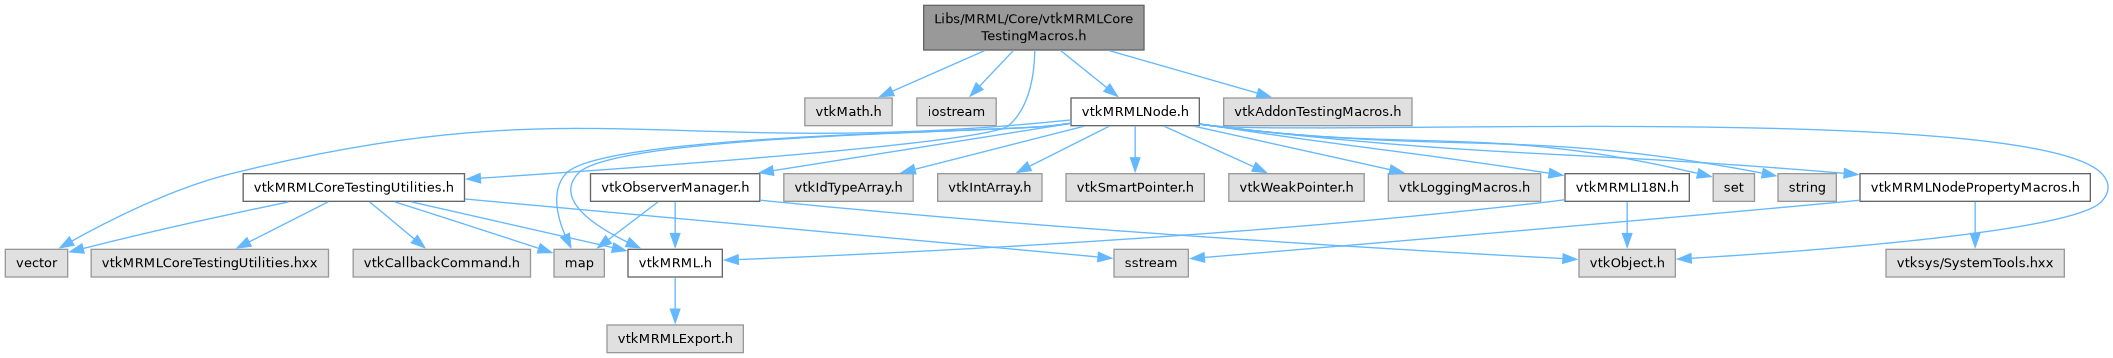 Libs/MRML/Core/vtkMRMLCore
TestingMacros.h
vtkMath.h
iostream
vtkMRMLNode.h
vtkAddonTestingMacros.h
vtkMRMLCoreTestingUtilities.h
vtkObserverManager.h
vtkIdTypeArray.h
vtkIntArray.h
vtkSmartPointer.h
vtkWeakPointer.h
vtkLoggingMacros.h
vtkMRMLI18N.h
set
string
vtkMRMLNodePropertyMacros.h
vector
vtkMRMLCoreTestingUtilities.hxx
vtkCallbackCommand.h
map
vtkMRML.h
sstream
vtkObject.h
vtksys/SystemTools.hxx
vtkMRMLExport.h